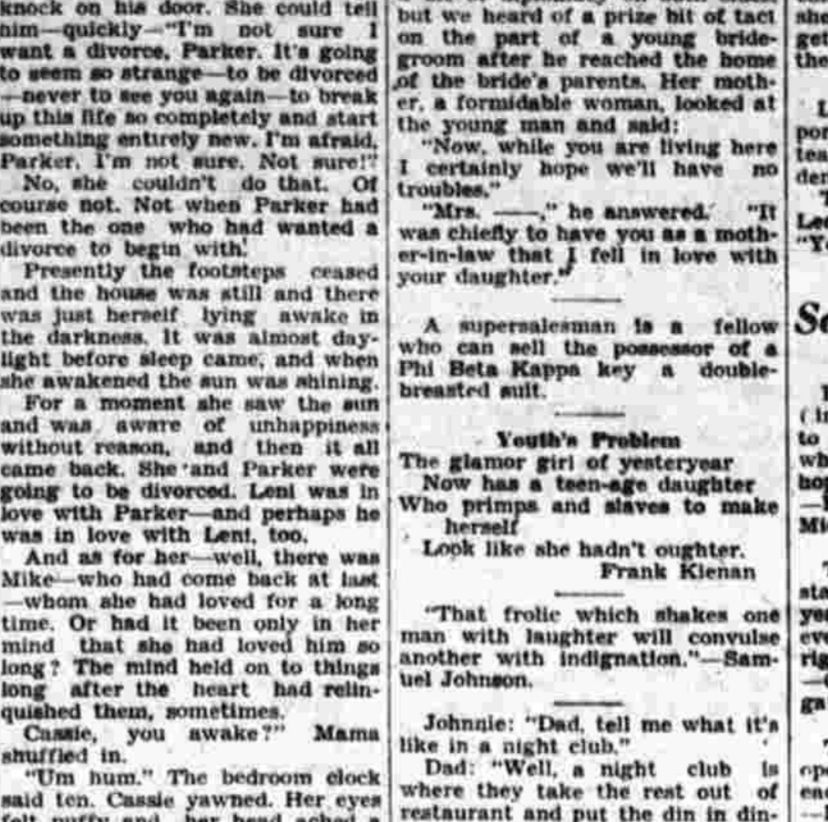 knock on his door. She could tell
him—quickly—"I'm not sure I
want a divorce, Parker. It's going
to seem so strange—to be divorced
—never to see you again—to break
up this life so completely and start
something entirely new. I'm afraid,
Parker, I'm not sure. Not sure!"
No, she couldn't do that. Of
course not. Not when Parker had
been the one who had wanted a
divorce to begin with!
Presently the footsteps ceased
and the house was still and there
was just herself lying awake in
the darkness. It was almost day-
light before sleep came, and when
she awakened the sun was shining.
For a moment she saw the sun
and was aware of unhappiness
without reason, and then it all
came back. She and Parker were
going to be divorced. Leni was in
love with Parker—and perhaps he
was in love with Leni, too.
And as for her—well, there was
Mike—who had come back at last
—whom she had loved for a long
time. Or had it been only in her
mind that she had loved him so
long? The mind held on to things
long after the heart had relin-
quished them, sometimes.
Cassie, you awake?" Mama
shuffled in.
"Um hum." The bedroom clock
said ten. Cassie yawned. Her eyes
felt puffy and her head ached a
but we heard of a prize bit of tact
on the part of a young bride-
groom after he reached the home
of the bride's parents. Her moth-
er, a formidable woman, looked at
the young man and said:
"Now, while you are living here
I certainly hope we'll have no
troubles."
"Mrs. ——," he answered. "It
was chiefly to have you as a moth-
er-in-law that I fell in love with
your daughter."
A supersalesman is a fellow
who can sell the possessor of a
Phi Beta Kappa key a double-
breasted suit.
Youth's Problem
The glamor girl of yesteryear
Now has a teen-age daughter
Who primps and slaves to make
herself
Look like she hadn't oughter.
Frank Kienan
"That frolic which shakes one
man with laughter will convulse
another with indignation."—Sam-
uel Johnson.
Johnnie: "Dad, tell me what it's
like in a night club."
Dad: "Well, a night club is
where they take the rest out of
restaurant and put the din in din-